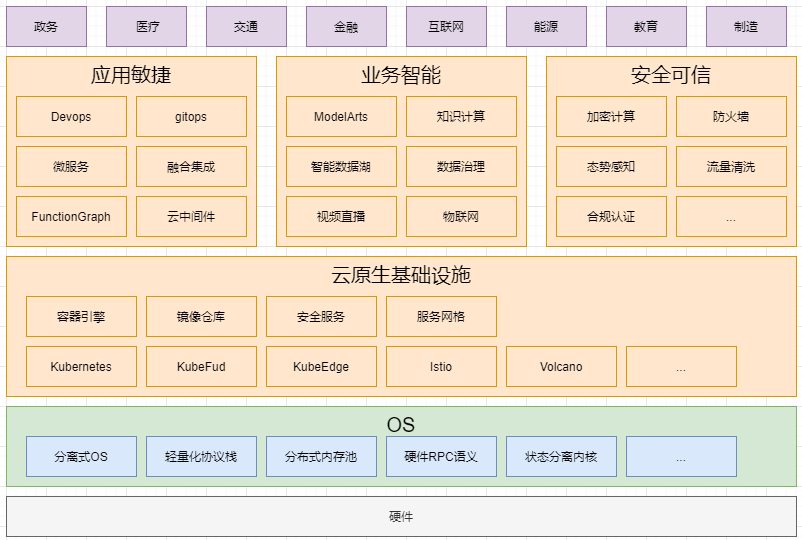 政务
医疗
交通
金融
互联网
能源
教育
制造
应用敏捷
Devops
gitops
微服务
融合集成
FunctionGraph
云中间件
业务智能
ModelArts
知识计算
智能数据湖
数据治理
视频直播
物联网
安全可信
加密计算
防火墙
态势感知
流量清洗
合规认证
...
云原生基础设施
容器引擎
镜像仓库
安全服务
服务网格
Kubernetes
KubeFud
KubeEdge
Istio
Volcano
...
OS
分离式OS
轻量化协议栈
分布式内存池
硬件RPC语义
状态分离内核
...
硬件